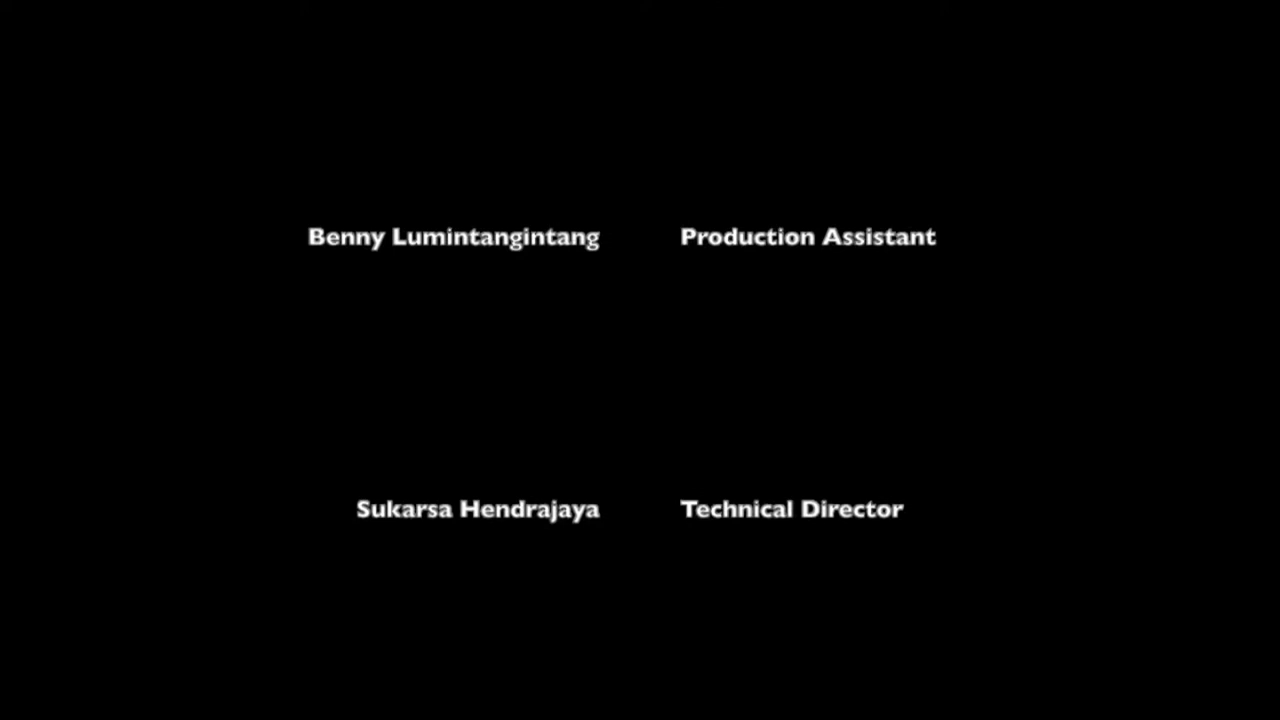 Benny Lumintangintang Production Assistant
Sukarsa Hendrajaya Technical Director